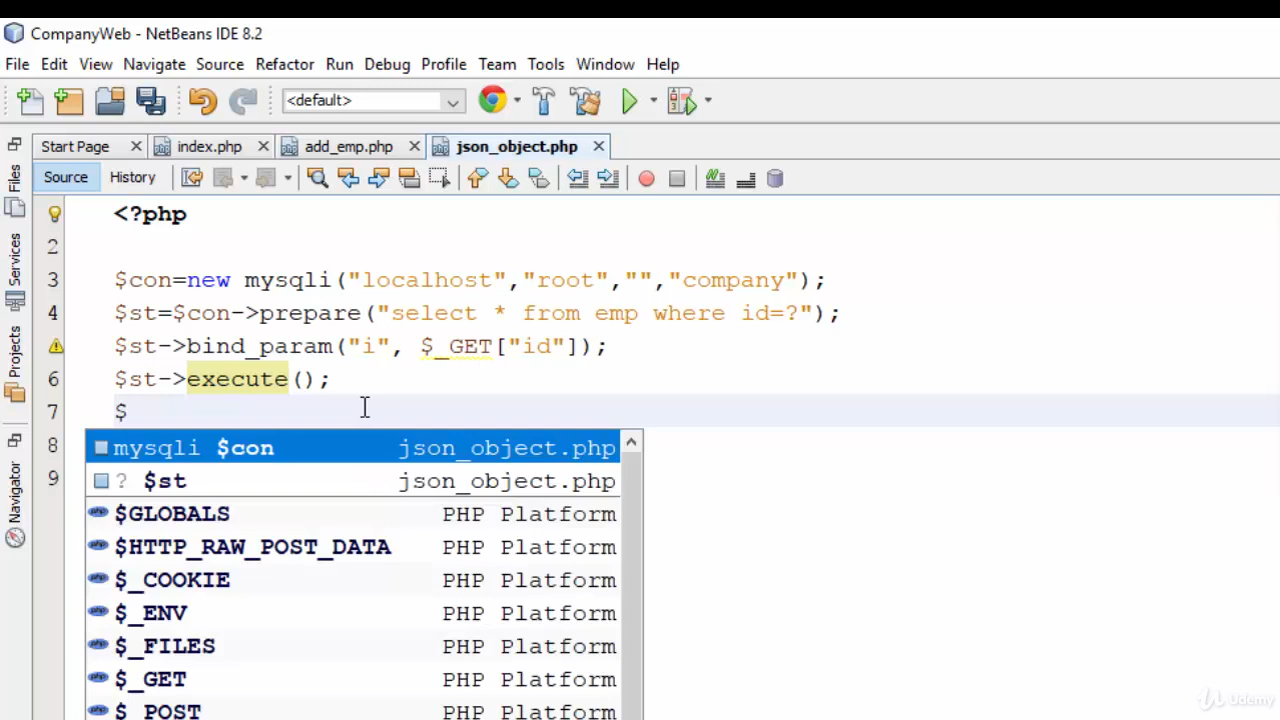 CompanyWeb - NetBeans IDE 8.2
File Edit View Navigate Source Refactor Run Debug Profile Team Tools Window Help
<default>
Start Page index.php add_emp.php json_object.php
Source History
Files
Services
Projects
Navigator
<?php
2
3 $con=new mysqli("localhost","root","","company");
4 $st=$con->prepare("select * from emp where id=?");
$st->bind_param("i", $_GET["id"]);
6 $st->execute();
7 $
8 mysqli $con json_object.php
9 ? $st json_object.php
$GLOBALS PHP Platform
$HTTP_RAW_POST_DATA PHP Platform
$_COOKIE PHP Platform
$_ENV PHP Platform
$_FILES PHP Platform
$_GET PHP Platform
$_POST PHP Platform
Udemy